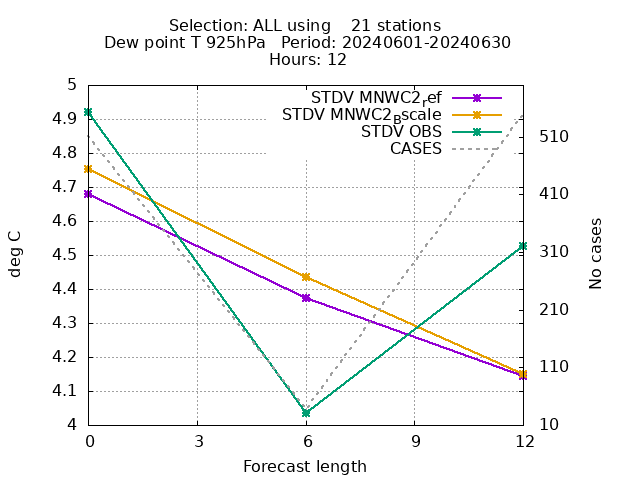 Selection: ALL using    21 stations
Dew point T 925hPa   Period: 20240601-20240630
Hours: 12
STDV MNWC2ref
STDV MNWC2Bscale
STDV OBS
CASES
5
4.9
4.8
4.7
4.6
4.5
4.4
4.3
4.2
4.1
4
510
410
310
210
110
10
deg C
No cases
0 3 6 9 12
Forecast length